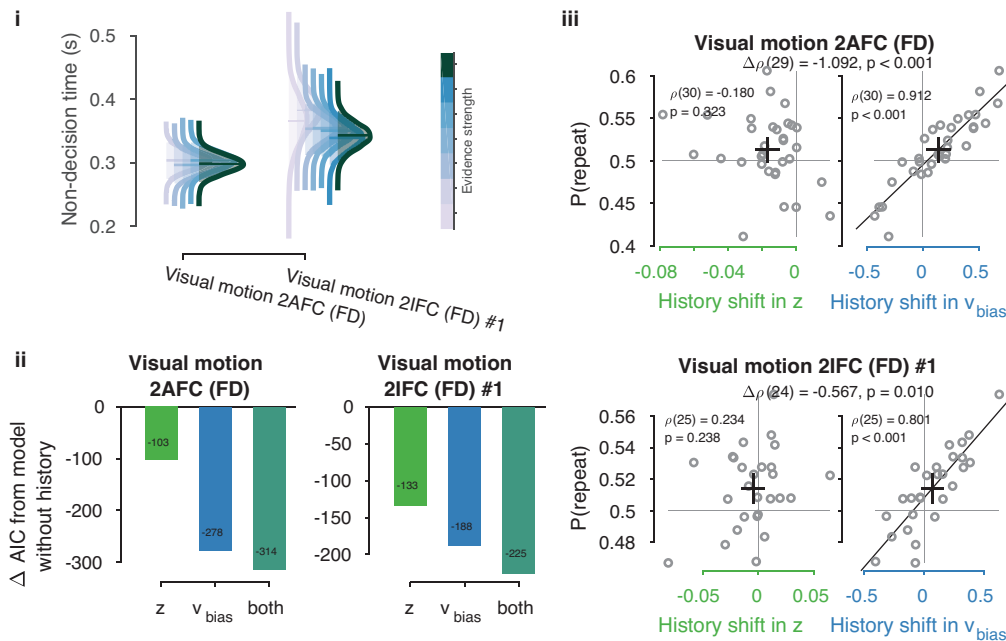 i
Non-decision time (s)
0.5
0.4
0.3
0.2
Evidence strength
Visual motion 2AFC (FD)
Visual motion 2IFC (FD) #1
ii
Visual motion
2AFC (FD)
Δ AIC from model
without history
0
-100
-200
-300
-103
-278
-314
z
v bias
both
Visual motion
2IFC (FD) #1
0
-50
-100
-150
-200
-133
-188
-225
z
v bias
both
iii
Visual motion 2AFC (FD)
Δρ(29) = -1.092, p < 0.001
P(repeat)
0.6
0.55
0.5
0.45
0.4
ρ(30) = -0.180
p = 0.323
-0.08
-0.04
0
History shift in z
ρ(30) = 0.912
p < 0.001
-0.5
0
0.5
History shift in v bias
Visual motion 2IFC (FD) #1
Δρ(24) = -0.567, p = 0.010
P(repeat)
0.56
0.54
0.52
0.5
0.48
ρ(25) = 0.234
p = 0.238
-0.05
0
0.05
History shift in z
ρ(25) = 0.801
p < 0.001
-0.5
0
0.5
History shift in v bias